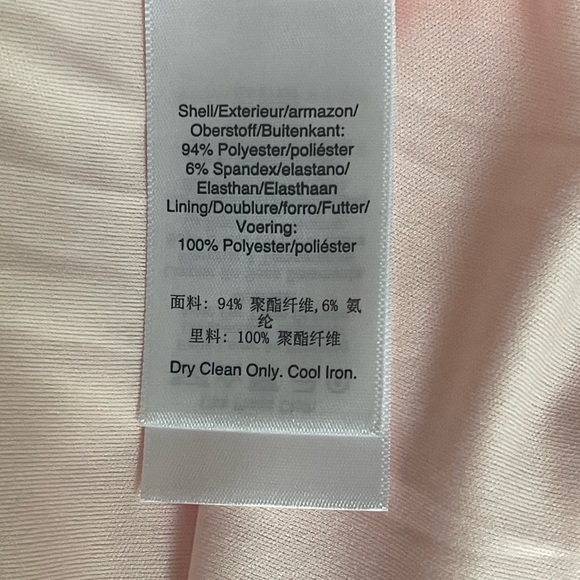 Shell/Exterieur/armazon/
Oberstoff/Buitenkant:
94% Polyester/poliéster
6% Spandex/elastano/
Elasthan/Elasthaan
Lining/Doublure/forro/Futter/
Voering:
100% Polyester/poliéster
面料: 94% 聚酯纤维,6% 氨
纶
里料: 100% 聚酯纤维
Dry Clean Only. Cool Iron.